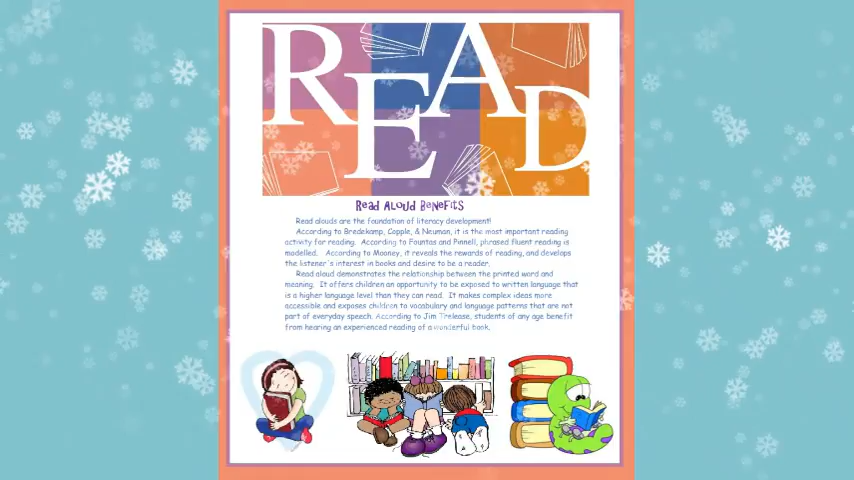 READ
Read Aloud Benefits
Read alouds are the foundation of literacy development!
According to Bredekamp, Copple, & Neuman, it is the most important reading
activity for reading. According to Fountas and Pinnell, phrased fluent reading is
modelled. According to Mooney, it reveals the rewards of reading, and develops
the listener's interest in books and desire to be a reader.
Read aloud demonstrates the relationship between the printed word and
meaning. It offers children an opportunity to be exposed to written language that
is a higher language level than they can read. It makes complex ideas more
accessible and exposes children to vocabulary and language patterns that are not
part of everyday speech. According to Jim Trelease, students of any age benefit
from hearing an experienced reading of a wonderful book.